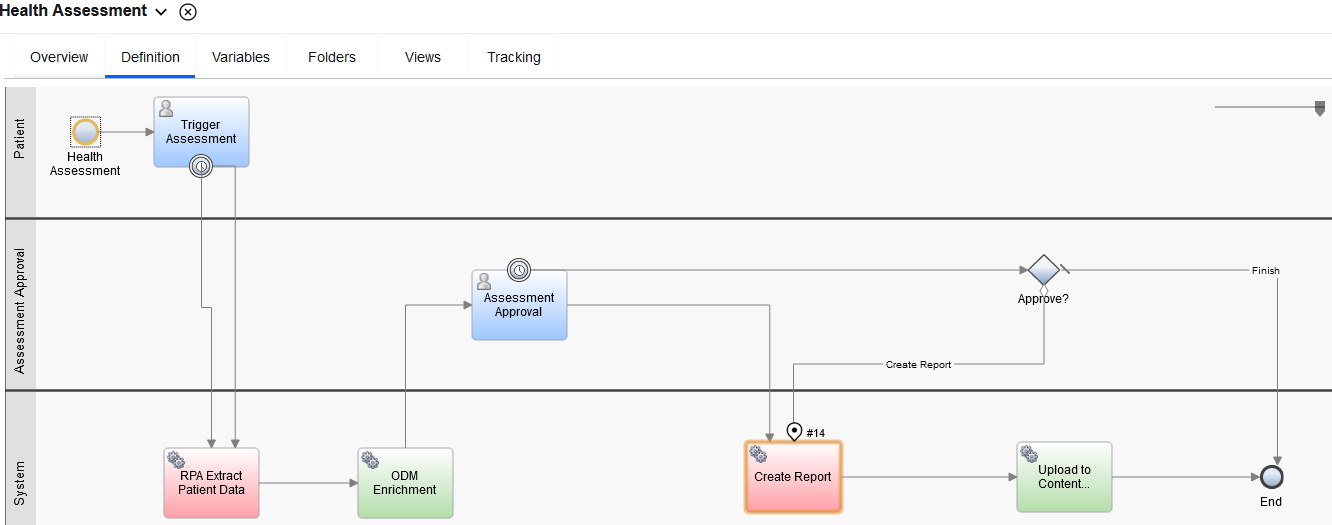 Health Assessment
Overview
Definition
Variables
Folders
Views
Tracking
Patient
Health
Assessment
Trigger
Assessment
Assessment Approval
Assessment
Approval
Approve?
Finish
Create Report
System
RPA Extract
Patient Data
ODM
Enrichment
#14
Create Report
Upload to
Content...
End